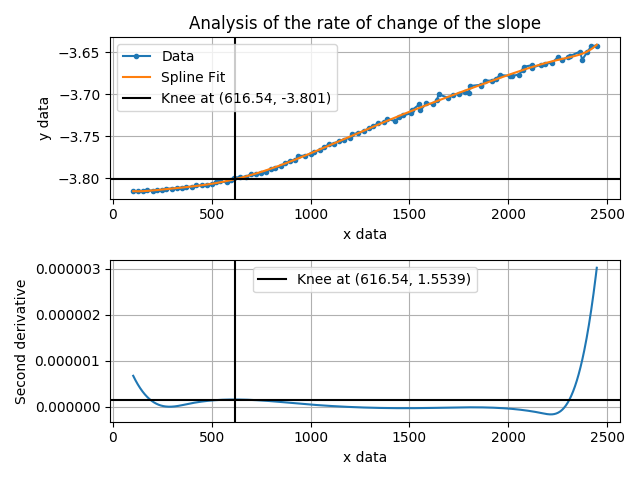 Analysis of the rate of change of the slope
y data
−3.65
−3.70
−3.75
−3.80
Data
Spline Fit
Knee at (616.54, -3.801)
0
500
1000
1500
2000
2500
x data
Second derivative
0.000003
0.000002
0.000001
0.000000
Knee at (616.54, 1.5539)
0
500
1000
1500
2000
2500
x data